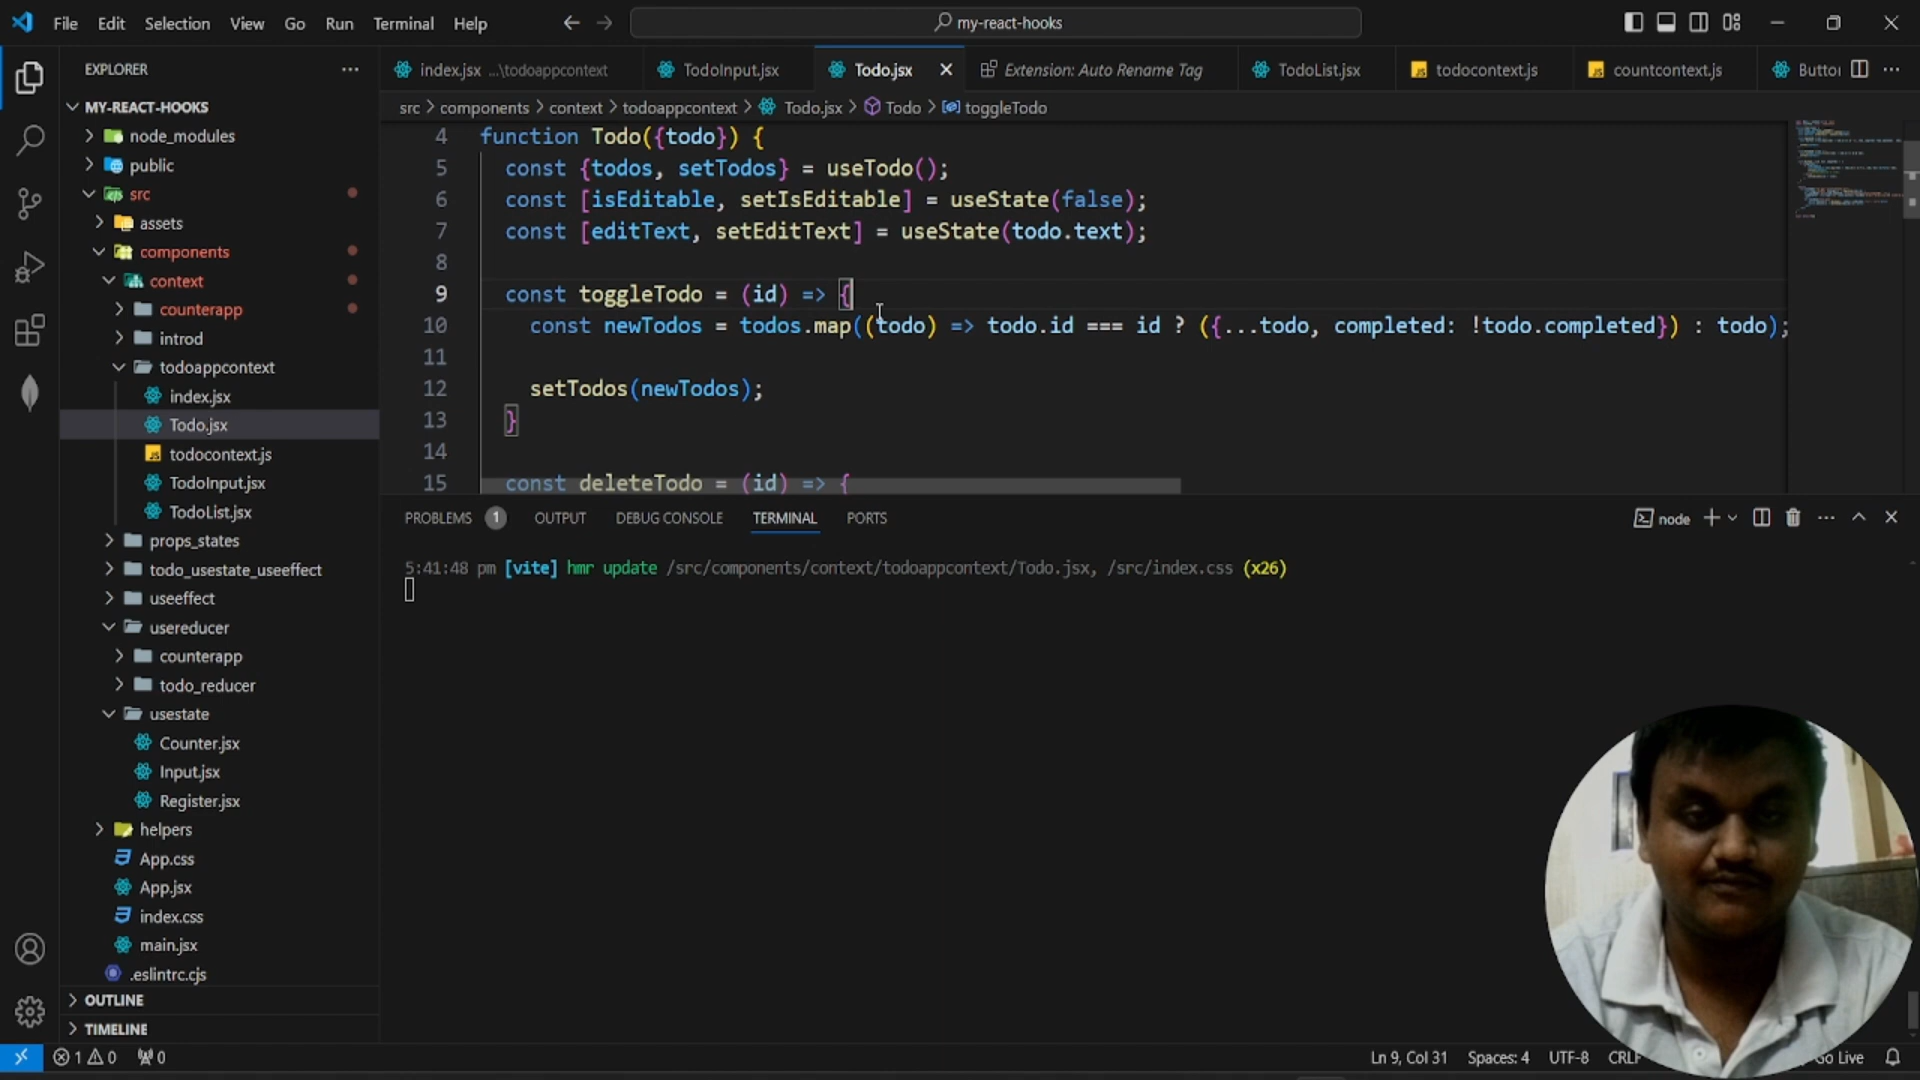 File Edit Selection View Go Run Terminal Help
my-react-hooks
EXPLORER
MY-REACT-HOOKS
node_modules
public
src
assets
components
context
counterapp
introd
todoappcontext
index.jsx
Todo.jsx
todocontext.js
TodoInput.jsx
TodoList.jsx
props_states
todo_usestate_useeffect
useeffect
usereducer
counterapp
todo_reducer
usestate
Counter.jsx
Input.jsx
Register.jsx
helpers
App.css
App.jsx
index.css
main.jsx
.eslintrc.cjs
OUTLINE
TIMELINE
index.jsx ...\todoappcontext TodoInput.jsx Todo.jsx Extension: Auto Rename Tag TodoList.jsx todocontext.js countcontext.js
src > components > context > todoappcontext > Todo.jsx > Todo > toggleTodo
4 function Todo({todo}) {
5 const {todos, setTodos} = useTodo();
6 const [isEditable, setIsEditable] = useState(false);
7 const [editText, setEditText] = useState(todo.text);
8
9 const toggleTodo = (id) => {
10 const newTodos = todos.map((todo) => todo.id === id ? ({...todo, completed: !todo.completed}) : todo);
11
12 setTodos(newTodos);
13 }
14
15 const deleteTodo = (id) => {
PROBLEMS 1 OUTPUT DEBUG CONSOLE TERMINAL PORTS
node
5:41:48 pm [vite] hmr update /src/components/context/todoappcontext/Todo.jsx, /src/index.css (x26)
1 0 0
Ln 9, Col 31 Spaces: 4 UTF-8 CRLF Go Live